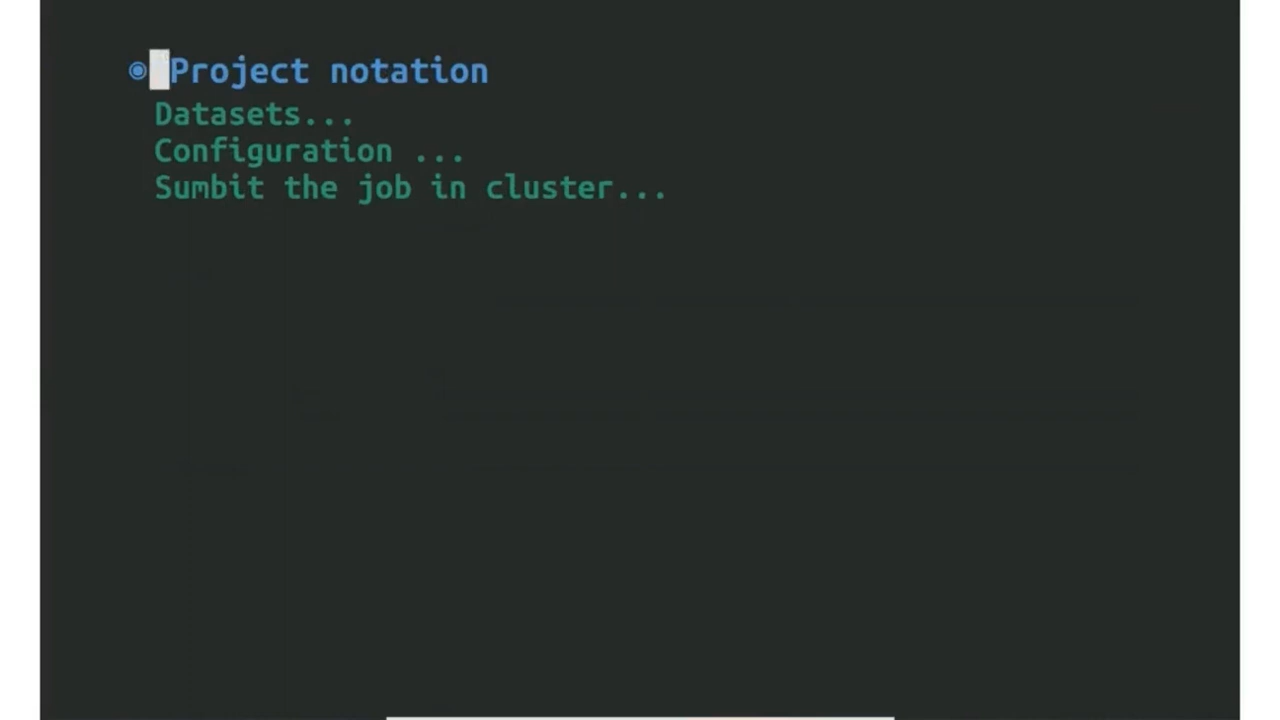 Project notation
Datasets...
Configuration ...
Sumbit the job in cluster...